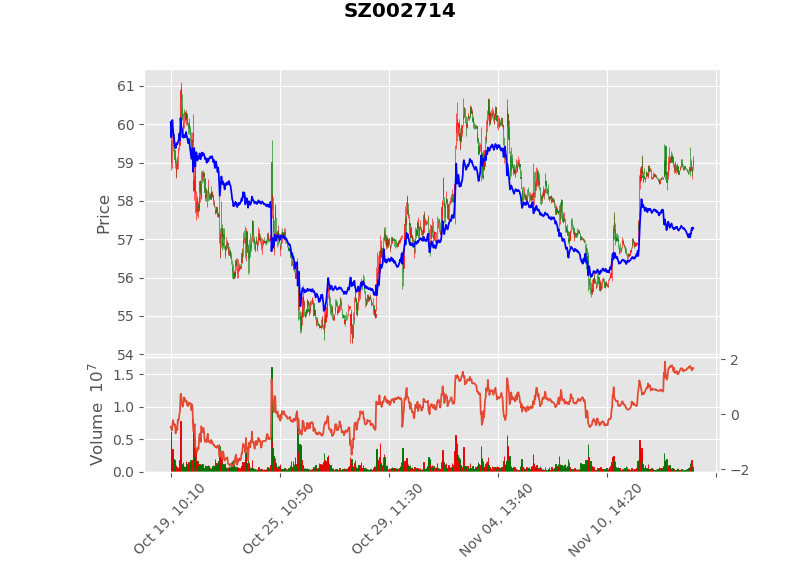 SZ002714
Price
61
60
59
58
57
56
55
54
Volume 10^7
1.5
1.0
0.5
0.0
2
0
−2
Oct 19, 10:10
Oct 25, 10:50
Oct 29, 11:30
Nov 04, 13:40
Nov 10, 14:20